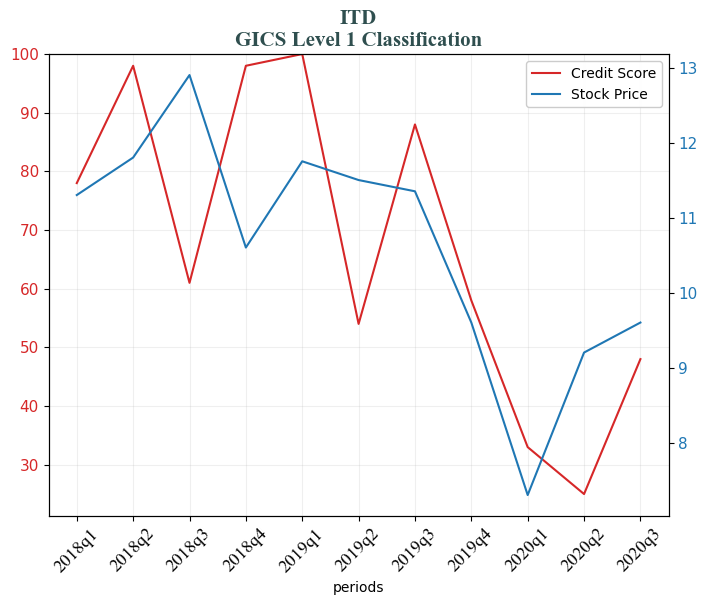 ITD
GICS Level 1 Classification
Credit Score
Stock Price
100
90
80
70
60
50
40
30
13
12
11
10
9
8
2018q1
2018q2
2018q3
2018q4
2019q1
2019q2
2019q3
2019q4
2020q1
2020q2
2020q3
periods